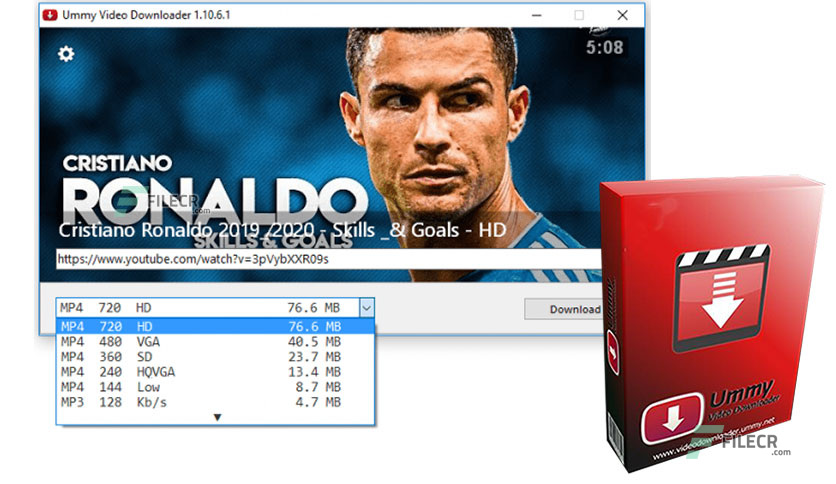 Ummy Video Downloader 1.10.6.1
5:08
CRISTIANO
RONALDO
FILECR
.com
SKILLS & GOALS
Cristiano Ronaldo 2019 /2020 - Skills _& Goals - HD
https://www.youtube.com/watch?v=3pVybXXR09s
MP4 720 HD 76.6 MB
Download
MP4 720 HD 76.6 MB
MP4 480 VGA 40.5 MB
MP4 360 SD 23.7 MB
MP4 240 HQVGA 13.4 MB
MP4 144 Low 8.7 MB
MP3 128 Kb/s 4.7 MB
Ummy
Ummy
Video Downloader
www.videodownloader.ummy.net
FILECR
.com